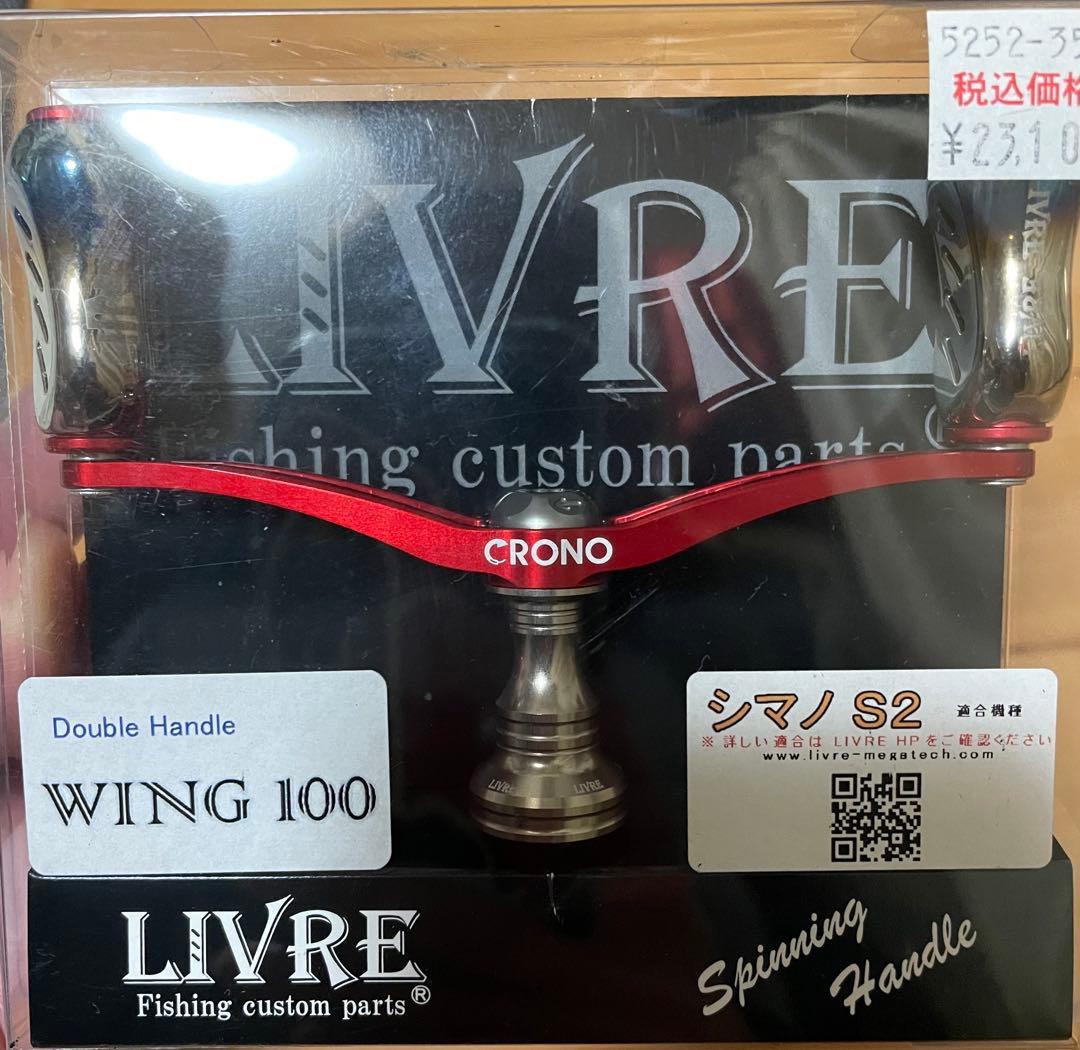 5252-35
税込価格
¥23,10
LIVRE
Fishing custom parts
CRONO
Double Handle
WING 100
シマノ S2 適合機種
※ 詳しい適合は LIVRE HPをご確認ください
www.livre-megatech.com
LIVRE LIVRE
LIVRE
Fishing custom parts®
Spinning
Handle